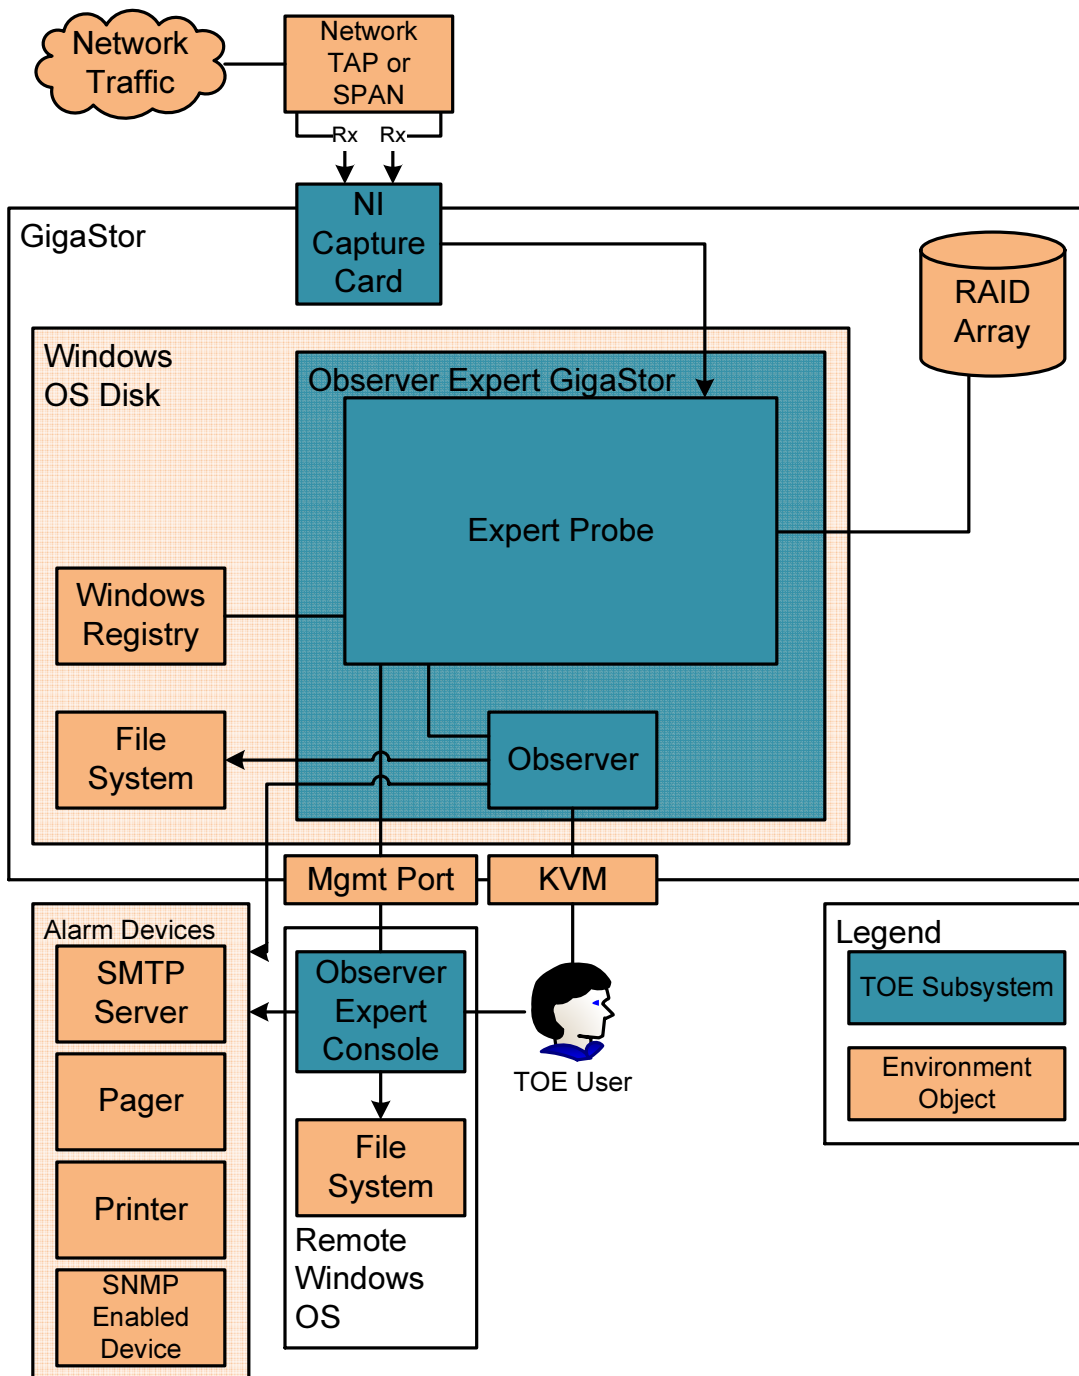 Network
Traffic
Network
TAP or
SPAN
Rx
Rx
NI
Capture
Card
GigaStor
RAID
Array
Windows
OS Disk
Observer Expert GigaStor
Expert Probe
Windows
Registry
File
System
Observer
Mgmt Port
KVM
Alarm Devices
SMTP
Server
Pager
Printer
SNMP
Enabled
Device
Observer
Expert
Console
File
System
Remote
Windows
OS
TOE User
Legend
TOE Subsystem
Environment
Object